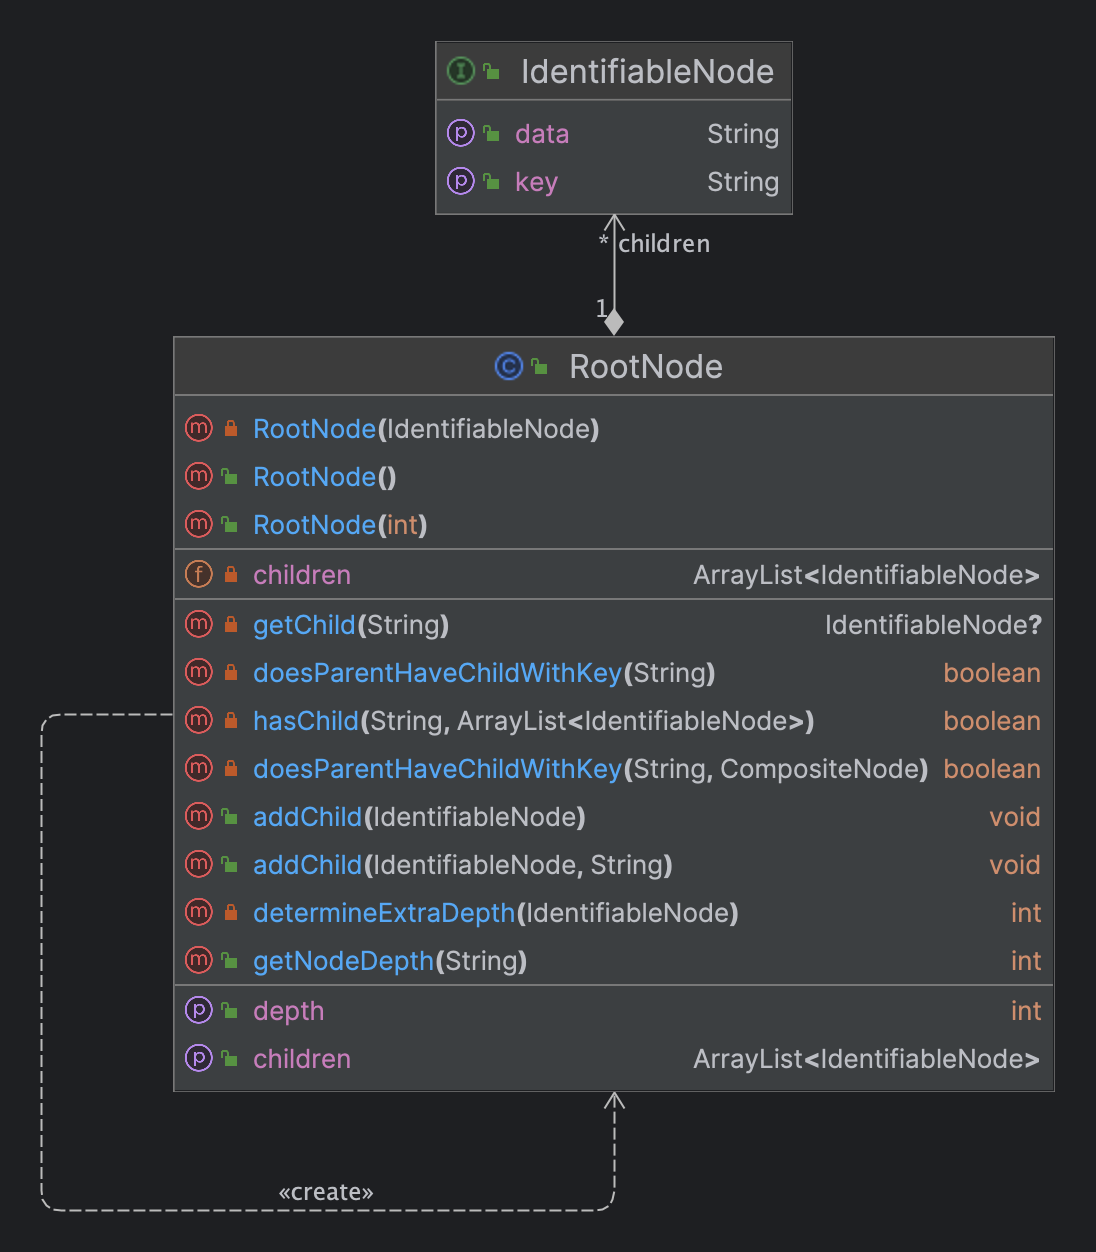 I IdentifiableNode
p data String
p key String
* children
1
C RootNode
m RootNode(IdentifiableNode)
m RootNode()
m RootNode(int)
f children ArrayList<IdentifiableNode>
m getChild(String) IdentifiableNode?
m doesParentHaveChildWithKey(String) boolean
m hasChild(String, ArrayList<IdentifiableNode>) boolean
m doesParentHaveChildWithKey(String, CompositeNode) boolean
m addChild(IdentifiableNode) void
m addChild(IdentifiableNode, String) void
m determineExtraDepth(IdentifiableNode) int
m getNodeDepth(String) int
p depth int
p children ArrayList<IdentifiableNode>
«create»